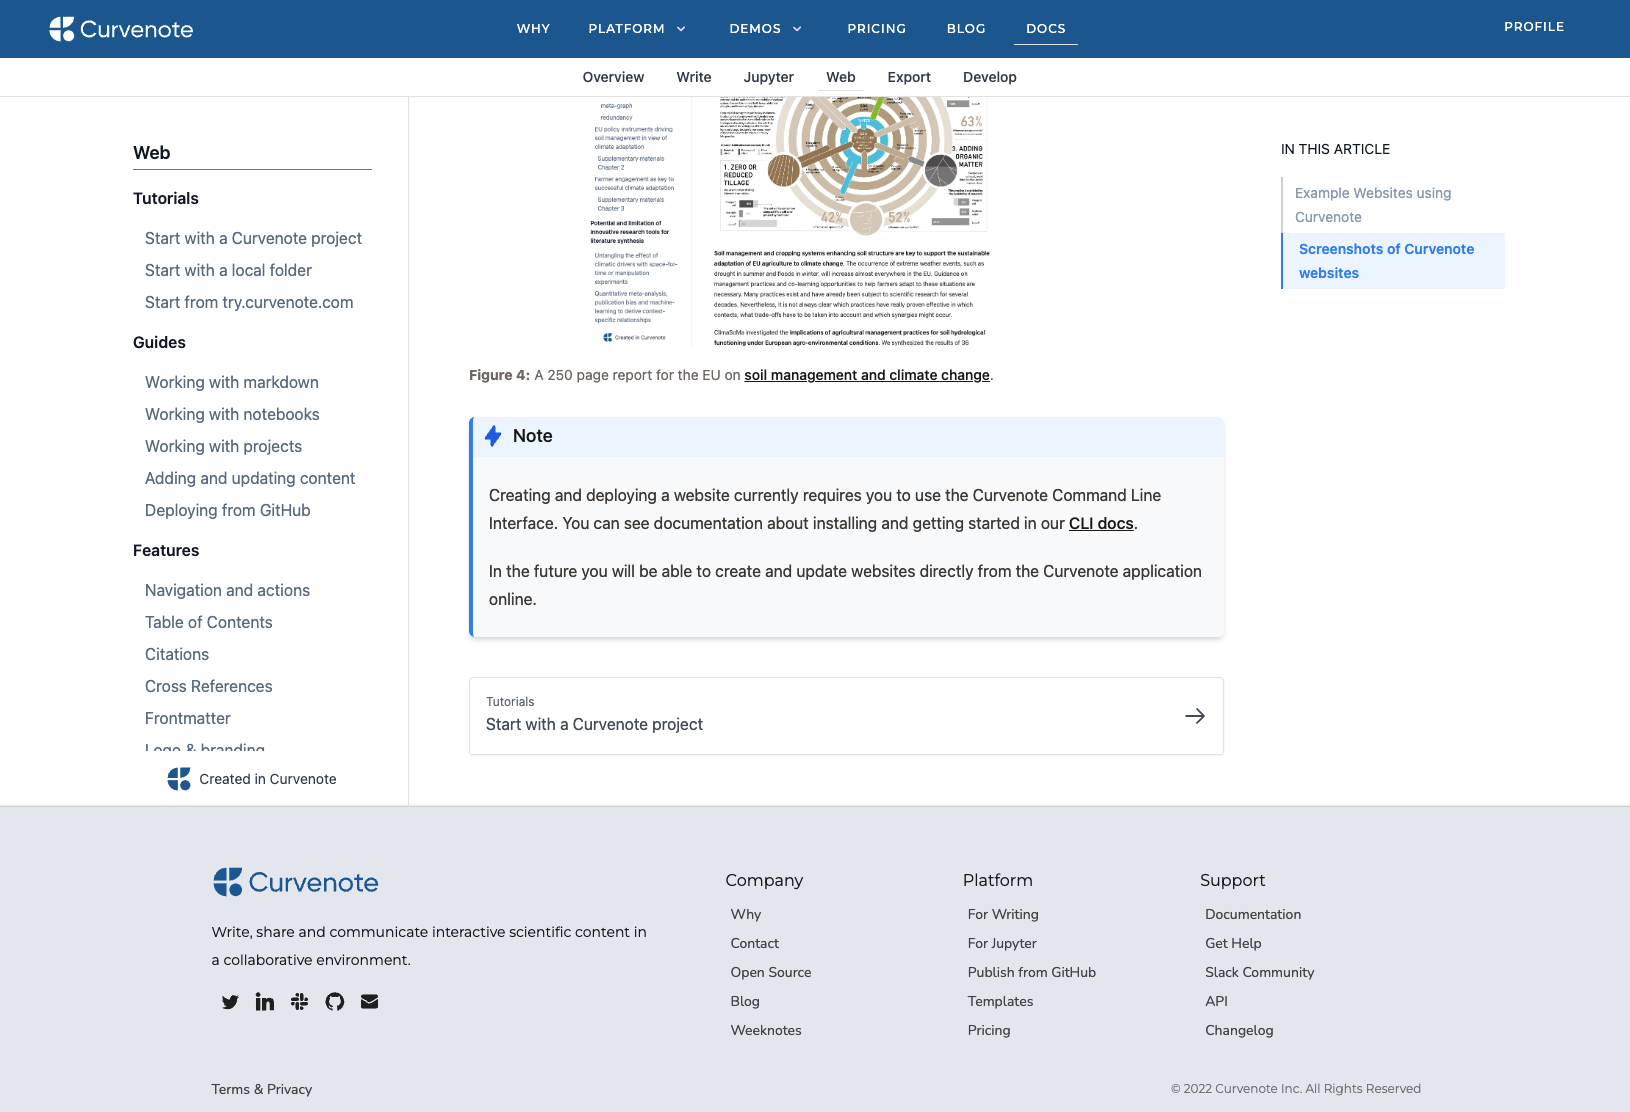 Curvenote
WHY
PLATFORM
DEMOS
PRICING
BLOG
DOCS
PROFILE
Overview
Write
Jupyter
Web
Export
Develop
Web
Tutorials
Start with a Curvenote project
Start with a local folder
Start from try.curvenote.com
Guides
Working with markdown
Working with notebooks
Working with projects
Adding and updating content
Deploying from GitHub
Features
Navigation and actions
Table of Contents
Citations
Cross References
Frontmatter
Logo & branding
Created in Curvenote
meta-graph
redundancy
EU policy instruments driving
soil management in view of
climate adaptation
Supplementary materials
Chapter 2
Farmer engagement as key to
successful climate adaptation
Supplementary materials
Chapter 3
Potential and limitation of
innovative research tools for
literature synthesis
Untangling the effect of
climatic drivers with space-for-
time or manipulation
experiments
Quantitative meta-analysis,
publication bias and machine-
learning to derive context-
specific relationships
Created in Curvenote
63%
1. ZERO OR
REDUCED
TILLAGE
3. ADDING
ORGANIC
MATTER
42%
52%
Soil management and cropping systems enhancing soil structure are key to support the sustainable
adaptation of EU agriculture to climate change. The occurrence of extreme weather events, such as
drought in summer and floods in winter, will increase almost everywhere in the EU. Guidance on
management practices and co-learning opportunities to help farmers adapt to these situations are
necessary. Many practices exist and have already been subject to scientific research for several
decades. Nevertheless, it is not always clear which practices have really proven effective in which
contexts, what trade-offs have to be taken into account and which synergies might occur.
ClimaSoMa investigated the implications of agricultural management practices for soil hydrological
functioning under European agro-environmental conditions. We synthesized the results of 36
Figure 4: A 250 page report for the EU on soil management and climate change.
Note
Creating and deploying a website currently requires you to use the Curvenote Command Line
Interface. You can see documentation about installing and getting started in our CLI docs.
In the future you will be able to create and update websites directly from the Curvenote application
online.
Tutorials
Start with a Curvenote project
IN THIS ARTICLE
Example Websites using
Curvenote
Screenshots of Curvenote
websites
Curvenote
Write, share and communicate interactive scientific content in
a collaborative environment.
Company
Why
Contact
Open Source
Blog
Weeknotes
Platform
For Writing
For Jupyter
Publish from GitHub
Templates
Pricing
Support
Documentation
Get Help
Slack Community
API
Changelog
Terms & Privacy
© 2022 Curvenote Inc. All Rights Reserved